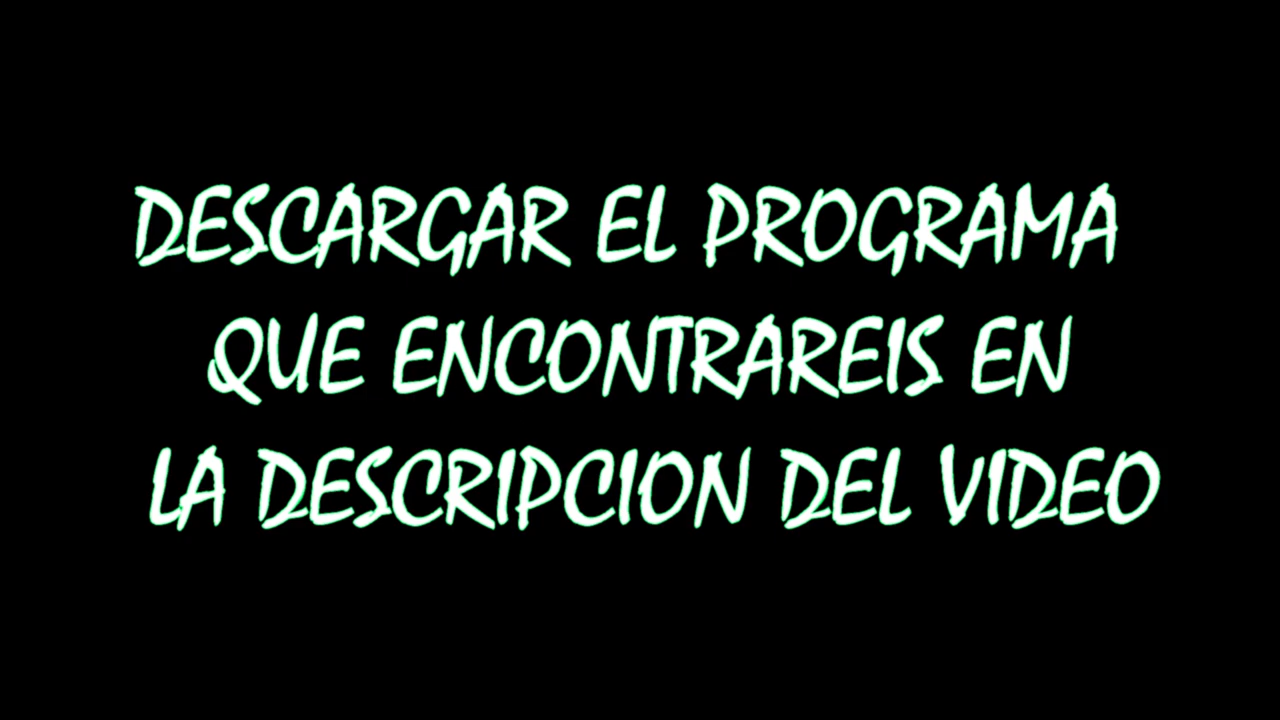 DESCARGAR EL PROGRAMA
QUE ENCONTRAREIS EN
LA DESCRIPCION DEL VIDEO